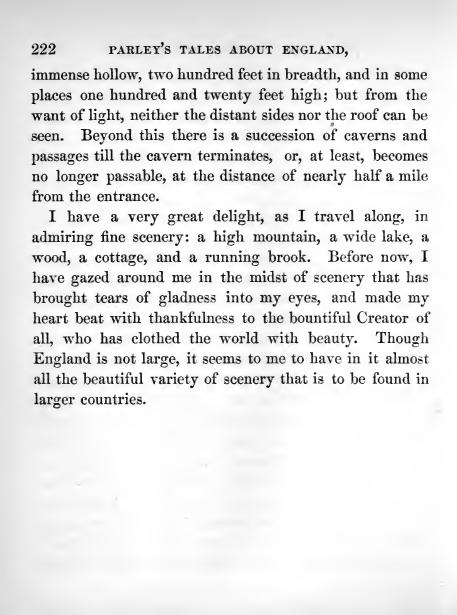 222 PARLEY'S TALES ABOUT ENGLAND,
immense hollow, two hundred feet in breadth, and in some
places one hundred and twenty feet high; but from the
want of light, neither the distant sides nor the roof can be
seen. Beyond this there is a succession of caverns and
passages till the cavern terminates, or, at least, becomes
no longer passable, at the distance of nearly half a mile
from the entrance.
I have a very great delight, as I travel along, in
admiring fine scenery: a high mountain, a wide lake, a
wood, a cottage, and a running brook. Before now, I
have gazed around me in the midst of scenery that has
brought tears of gladness into my eyes, and made my
heart beat with thankfulness to the bountiful Creator of
all, who has clothed the world with beauty. Though
England is not large, it seems to me to have in it almost
all the beautiful variety of scenery that is to be found in
larger countries.